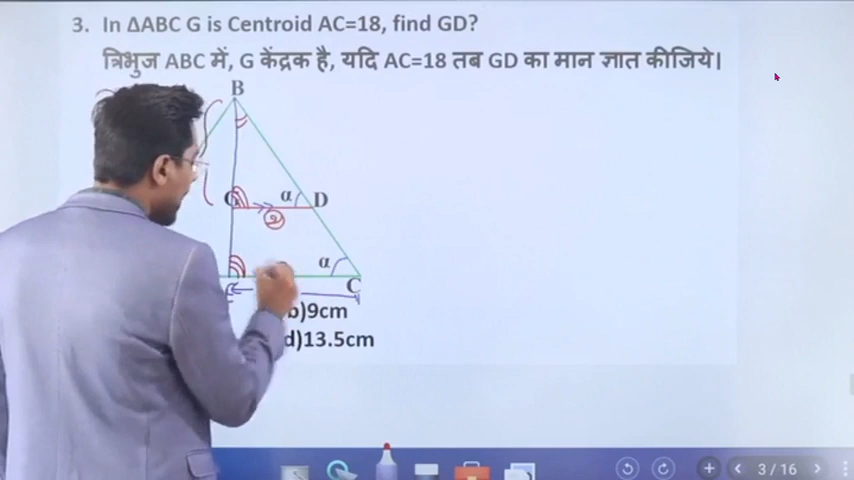 3. In ΔABC G is Centroid AC=18, find GD?
त्रिभुज ABC में, G केंद्रक है, यदि AC=18 तब GD का मान ज्ञात कीजिये।
B
G α D
α
C
b)9cm
d)13.5cm
3 / 16